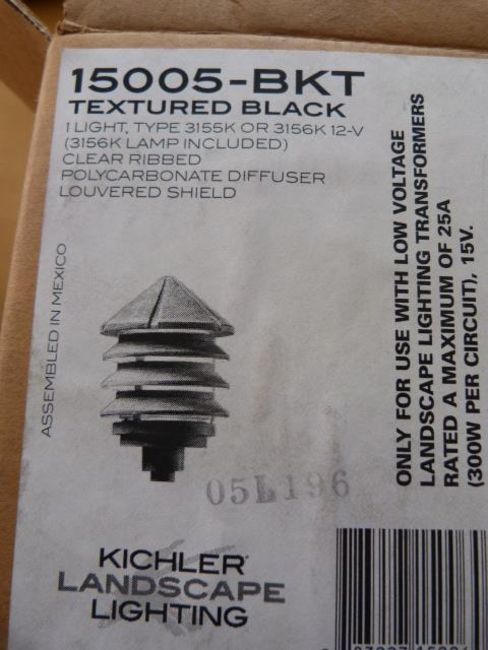 15005-BKT
TEXTURED BLACK
1 LIGHT, TYPE 3155K OR 3156K 12-V
(3156K LAMP INCLUDED)
CLEAR RIBBED
POLYCARBONATE DIFFUSER
LOUVERED SHIELD
ASSEMBLED IN MEXICO
ONLY FOR USE WITH LOW VOLTAGE
LANDSCAPE LIGHTING TRANSFORMERS
RATED A MAXIMUM OF 25A
(300W PER CIRCUIT), 15V.
05L196
KICHLER®
LANDSCAPE
LIGHTING